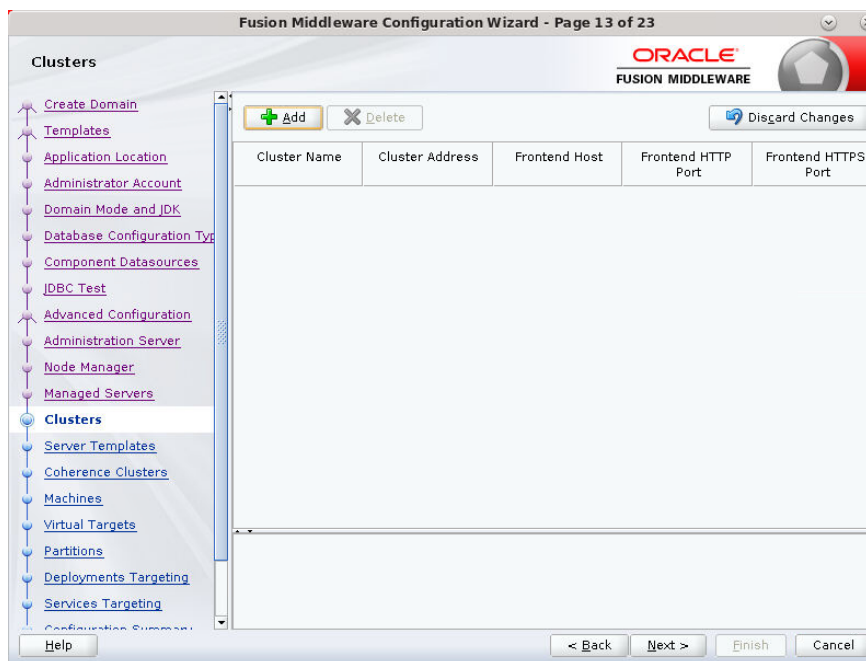 Fusion Middleware Configuration Wizard - Page 13 of 23
Clusters
ORACLE
FUSION MIDDLEWARE
Create Domain
Templates
Application Location
Administrator Account
Domain Mode and JDK
Database Configuration Typ
Component Datasources
JDBC Test
Advanced Configuration
Administration Server
Node Manager
Managed Servers
Clusters
Server Templates
Coherence Clusters
Machines
Virtual Targets
Partitions
Deployments Targeting
Services Targeting
Configuration Summary
Add Delete Discard Changes
Cluster Name Cluster Address Frontend Host Frontend HTTP Port Frontend HTTPS Port
Help < Back Next > Finish Cancel